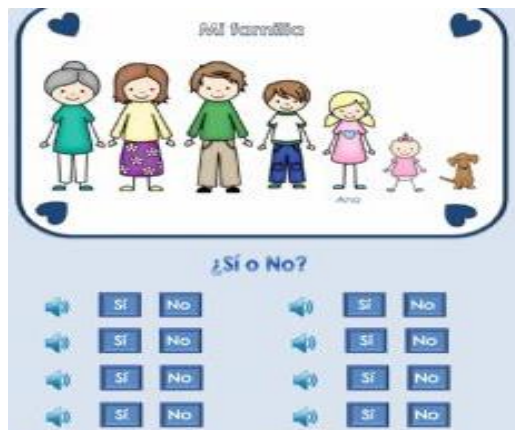 Mi familia
Ana
¿Sí o No?
Sí No Sí No
Sí No Sí No
Sí No Sí No
Sí No Sí No